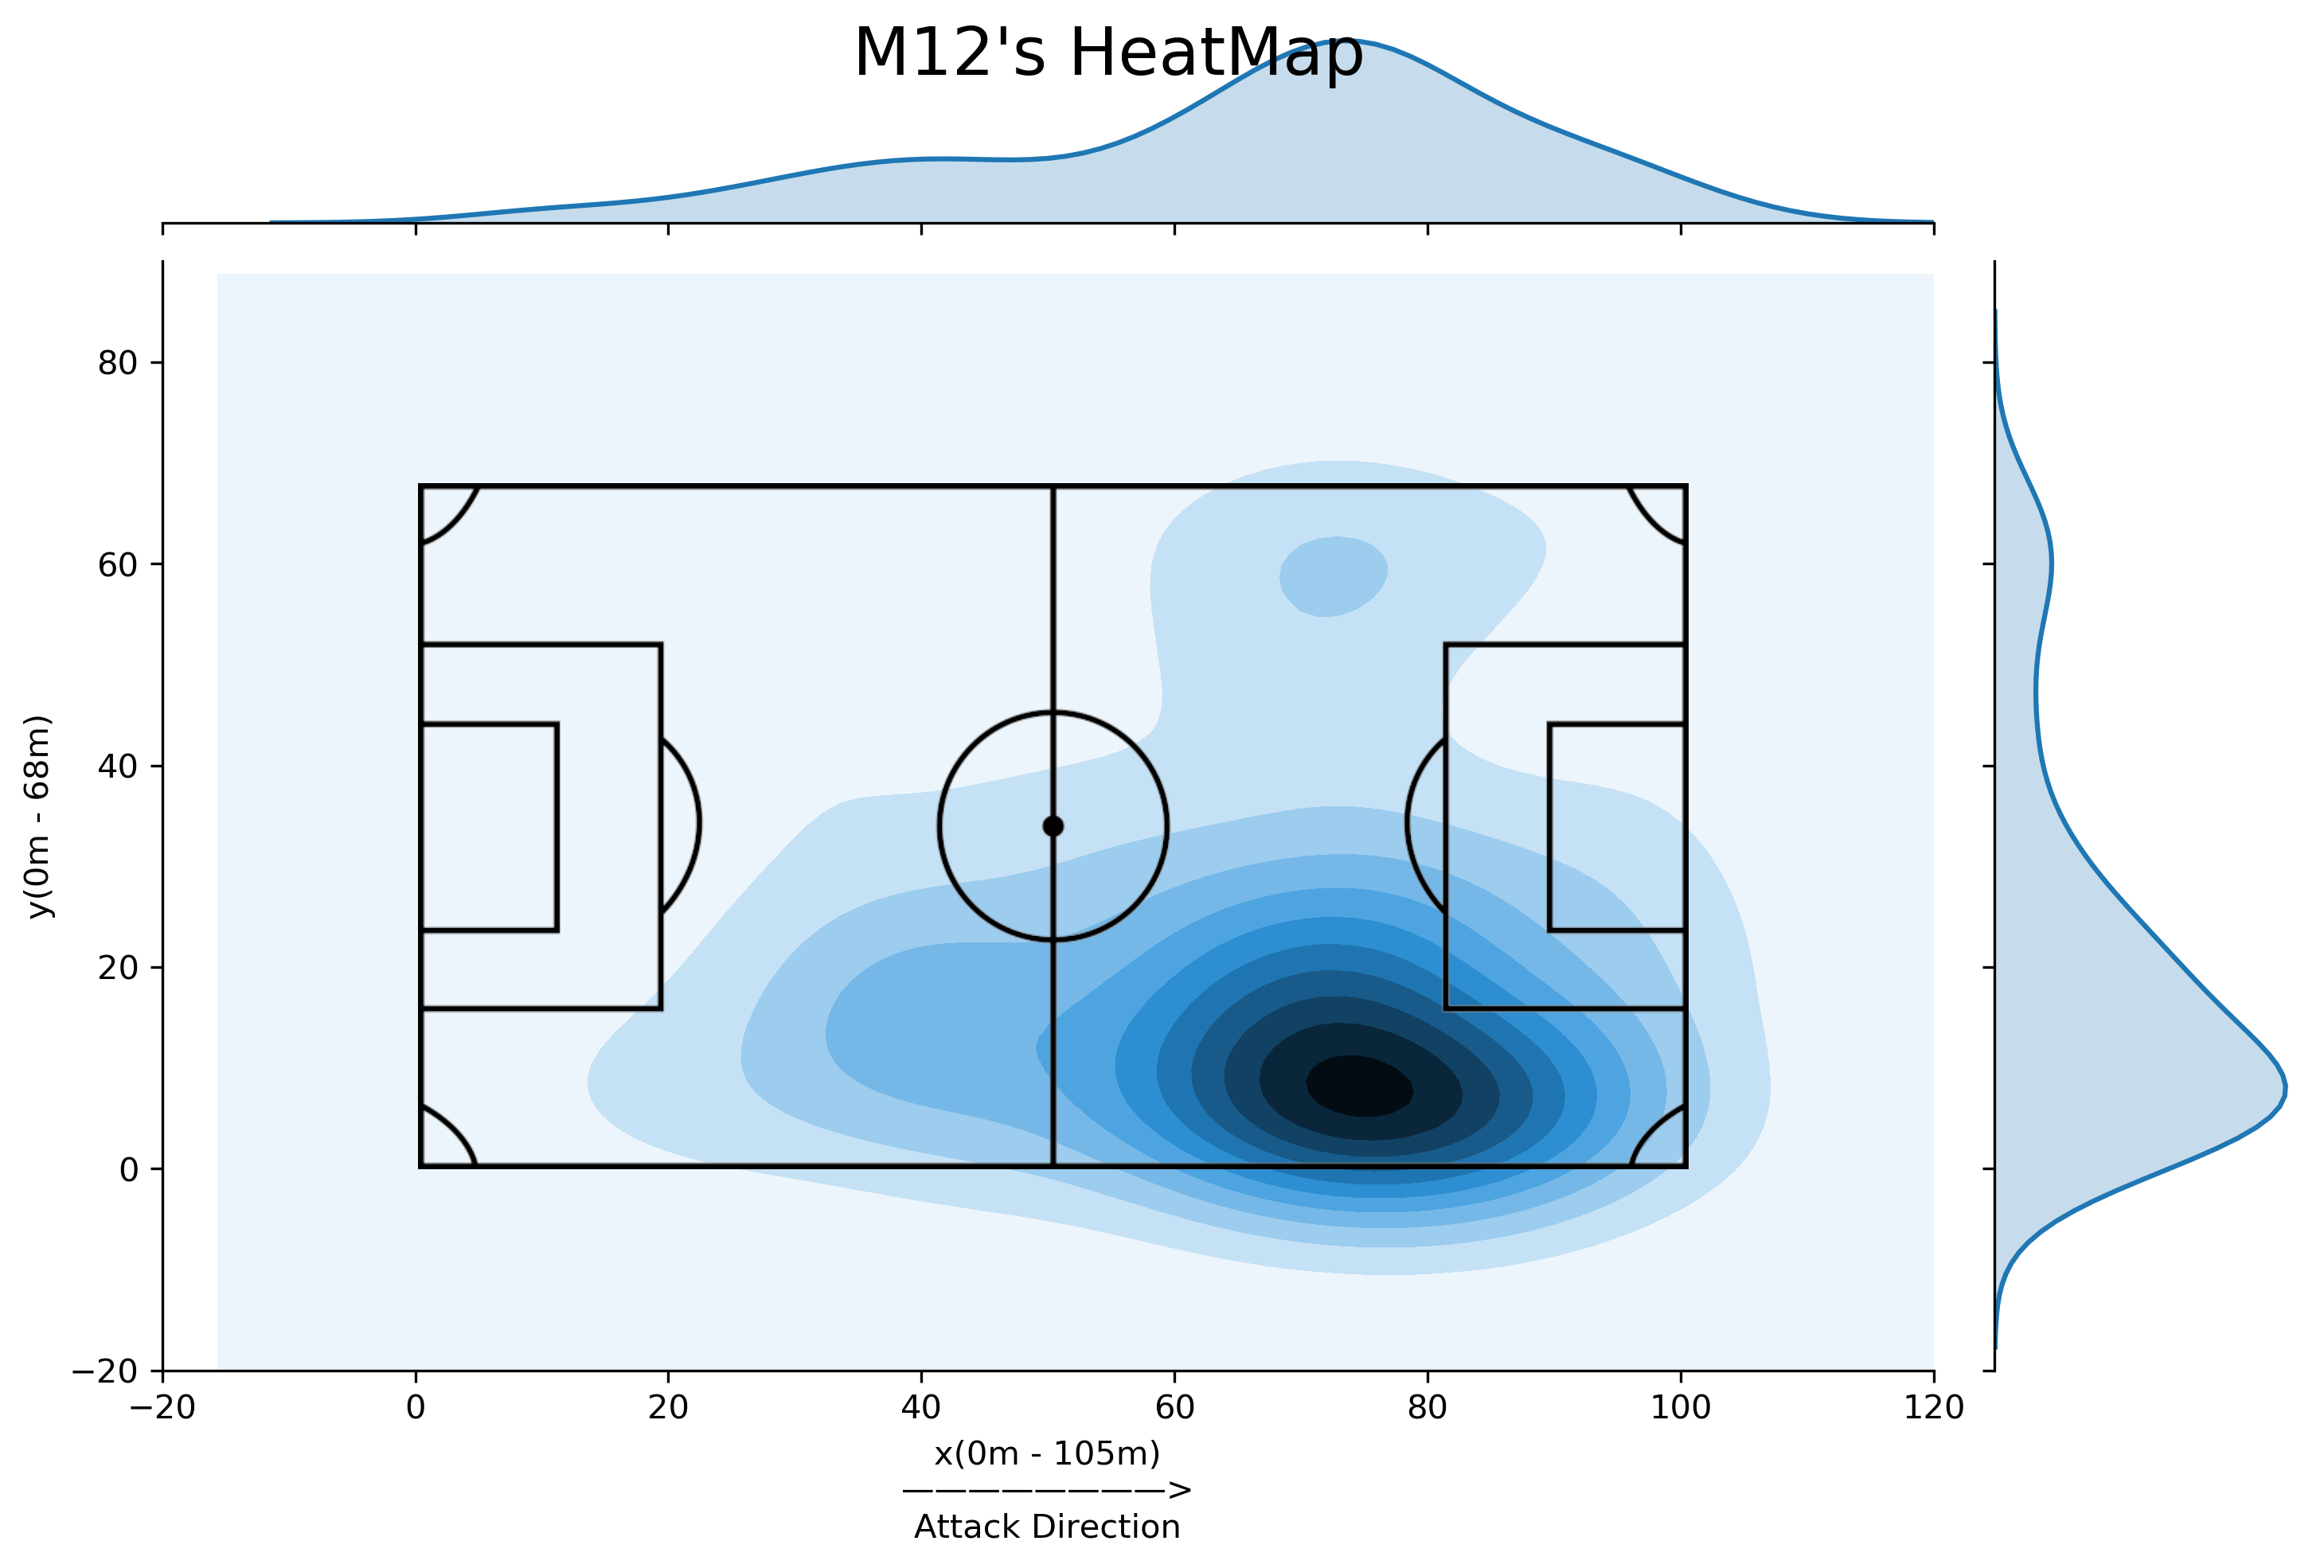 M12's HeatMap
80
60
40
20
0
−20
y(0m - 68m)
−20 0 20 40 60 80 100 120
x(0m - 105m)
————————>
Attack Direction